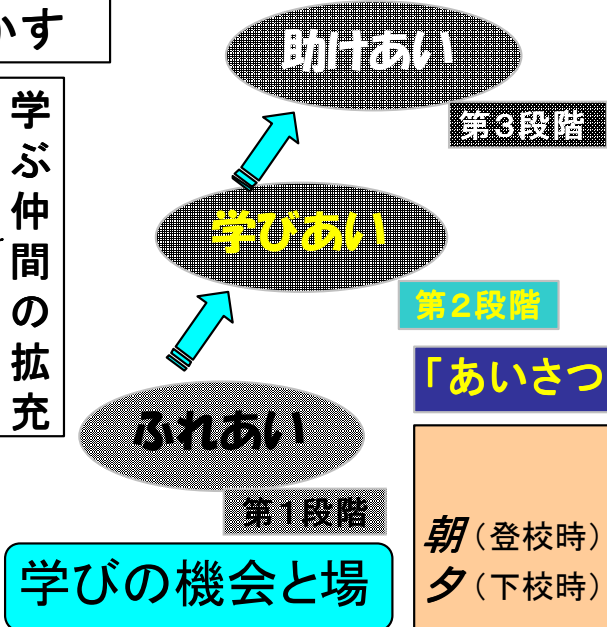 かす
助けあい
第3段階
学ぶ仲間の拡充
学びあい
第2段階
「あいさつ
ふれあい
第1段階
朝(登校時)
夕(下校時)
学びの機会と場